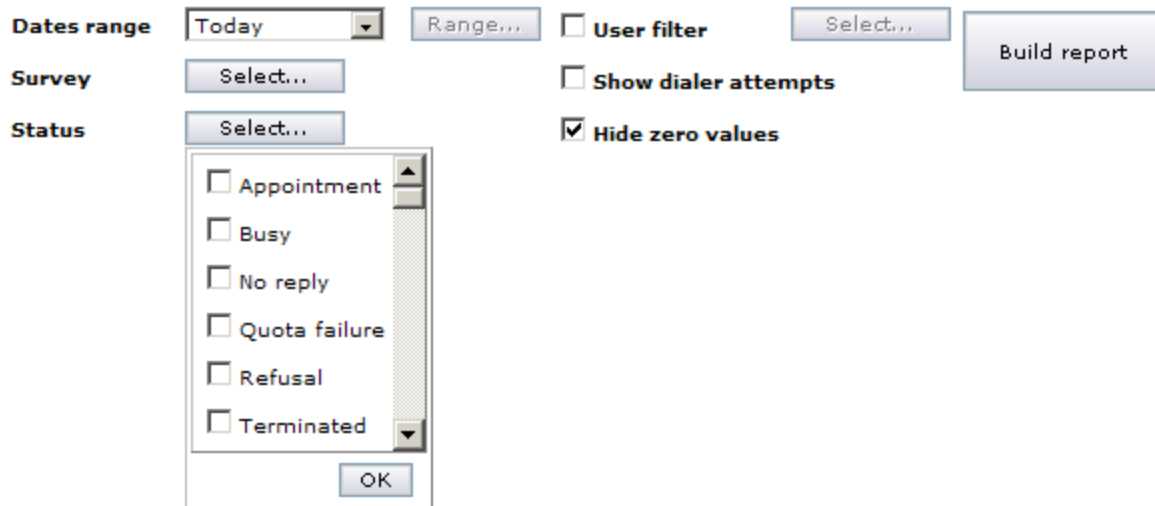 Dates range Today Range... User filter Select... Build report
Survey Select... Show dialer attempts
Status Select... Hide zero values
Appointment
Busy
No reply
Quota failure
Refusal
Terminated
OK